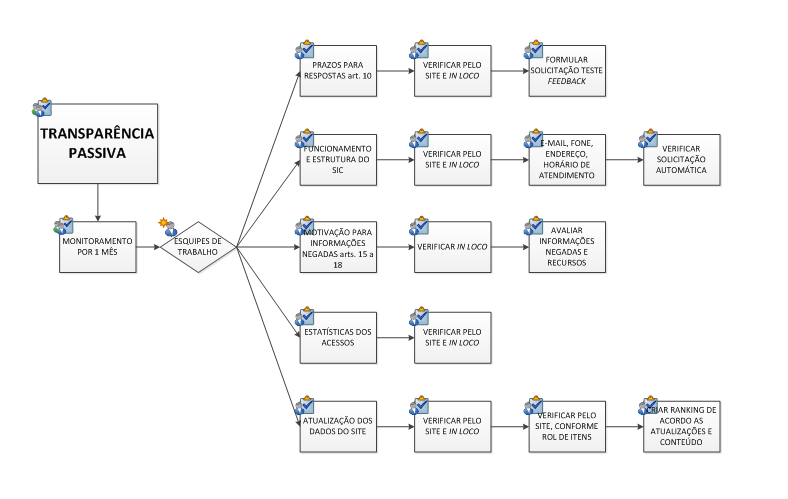 TRANSPARÊNCIA
PASSIVA
MONITORAMENTO
POR 1 MÊS
ESQUIPES DE
TRABALHO
PRAZOS PARA
RESPOSTAS art. 10
VERIFICAR PELO
SITE E IN LOCO
FORMULAR
SOLICITAÇÃO TESTE
FEEDBACK
FUNCIONAMENTO
E ESTRUTURA DO
SIC
VERIFICAR PELO
SITE E IN LOCO
E-MAIL, FONE,
ENDEREÇO,
HORÁRIO DE
ATENDIMENTO
VERIFICAR
SOLICITAÇÃO
AUTOMÁTICA
MOTIVAÇÃO PARA
INFORMAÇÕES
NEGADAS arts. 15 a
18
VERIFICAR IN LOCO
AVALIAR
INFORMAÇÕES
NEGADAS E
RECURSOS
ESTATÍSTICAS DOS
ACESSOS
VERIFICAR PELO
SITE E IN LOCO
ATUALIZAÇÃO DOS
DADOS DO SITE
VERIFICAR PELO
SITE E IN LOCO
VERIFICAR PELO
SITE, CONFORME
ROL DE ITENS
CRIAR RANKING DE
ACORDO AS
ATUALIZAÇÕES E
CONTEÚDO